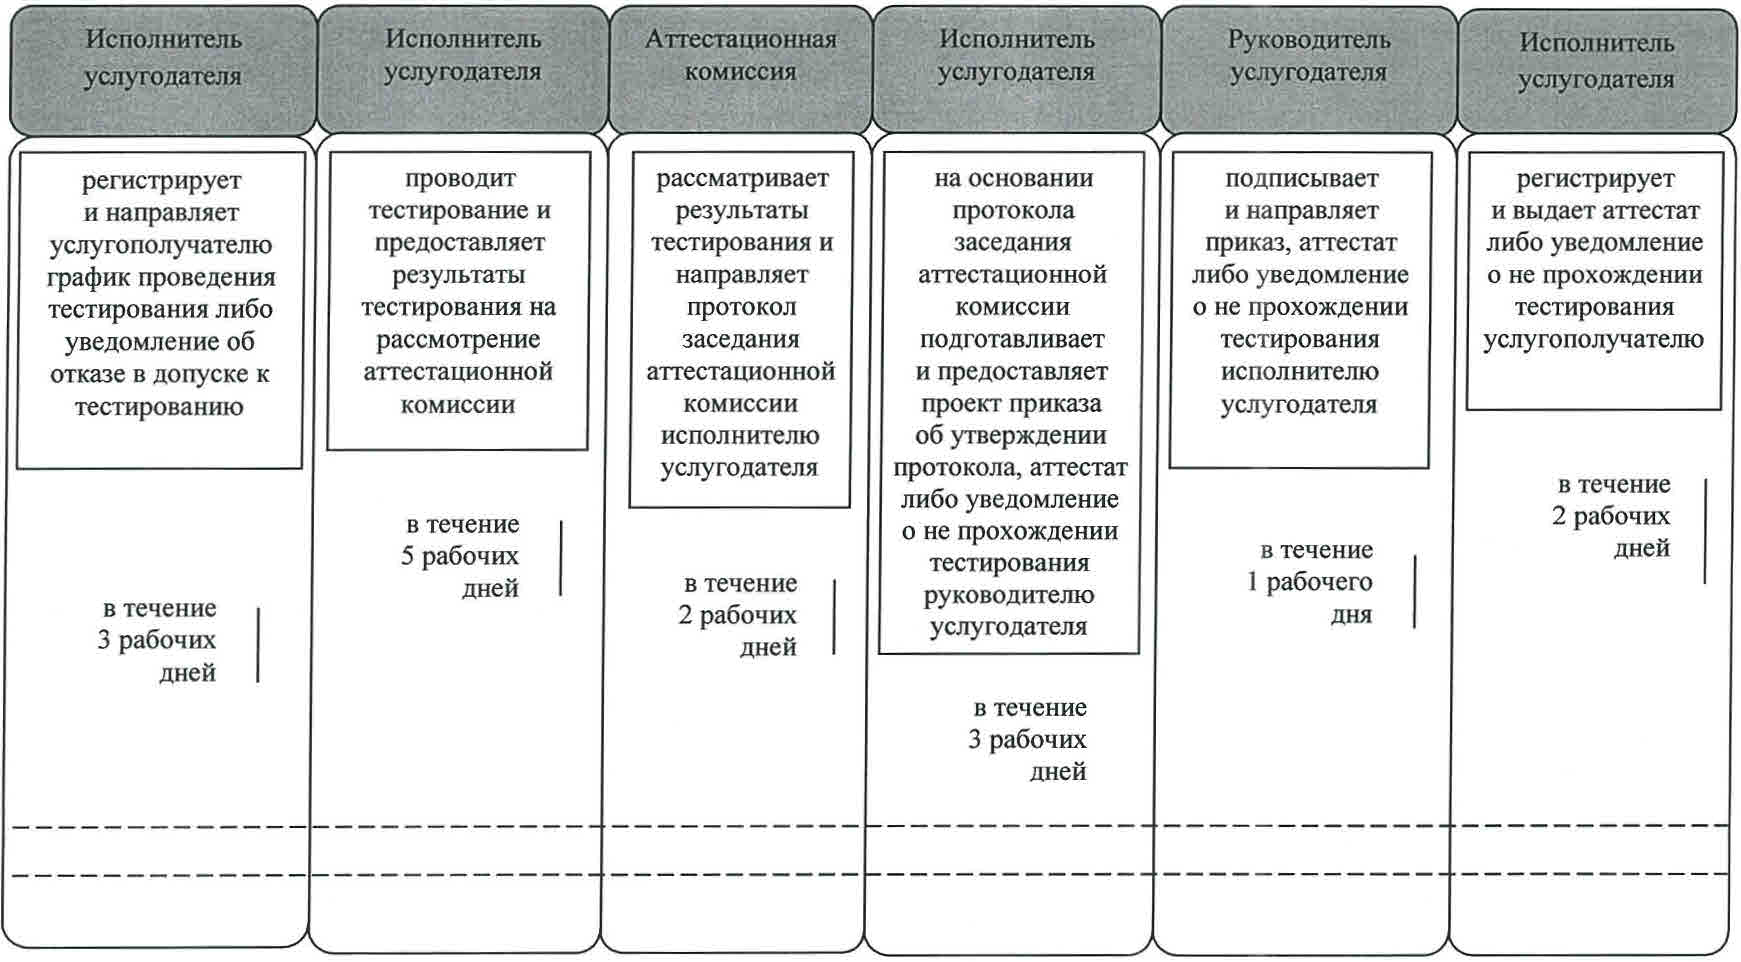 Исполнитель
услугодателя
Исполнитель
услугодателя
Аттестационная
комиссия
Исполнитель
услугодателя
Руководитель
услугодателя
Исполнитель
услугодателя
регистрирует
и направляет
услугополучателю
график проведения
тестирования либо
уведомление об
отказе в допуске к
тестированию
в течение
3 рабочих
дней
проводит
тестирование и
предоставляет
результаты
тестирования на
рассмотрение
аттестационной
комиссии
в течение
5 рабочих
дней
рассматривает
результаты
тестирования и
направляет
протокол
заседания
аттестационной
комиссии
исполнителю
услугодателя
в течение
2 рабочих
дней
на основании
протокола
заседания
аттестационной
комиссии
подготавливает
и предоставляет
проект приказа
об утверждении
протокола, аттестат
либо уведомление
о не прохождении
тестирования
руководителю
услугодателя
в течение
3 рабочих
дней
подписывает
и направляет
приказ, аттестат
либо уведомление
о не прохождении
тестирования
исполнителю
услугодателя
в течение
1 рабочего
дня
регистрирует
и выдает аттестат
либо уведомление
о не прохождении
тестирования
услугополучателю
в течение
2 рабочих
дней